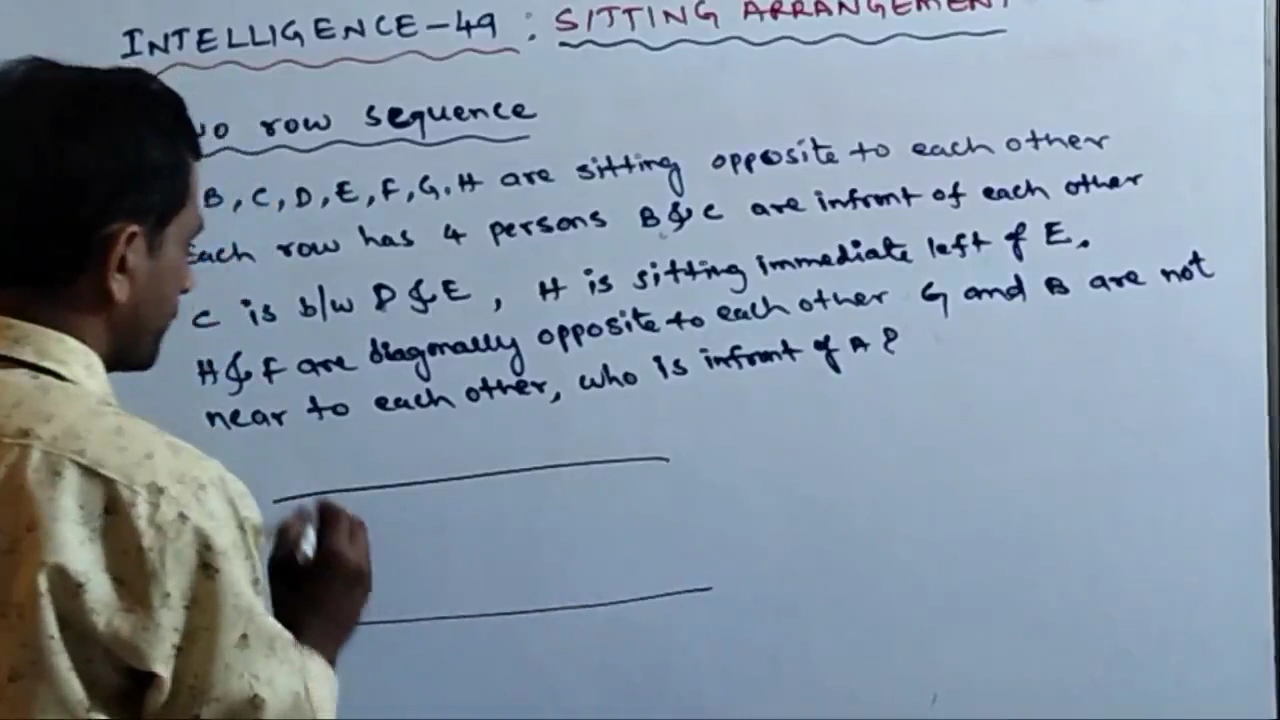 INTELLIGENCE-49 : SITTING ARRANGEMENT
row sequence
B, C, D, E, F, G, H are sitting opposite to each other
Each row has 4 persons B & C are infront of each other
C is b/w D & E, H is sitting immediate left of E.
H & F are diagonally opposite to each other G and B are not
near to each other, who is infront of A?